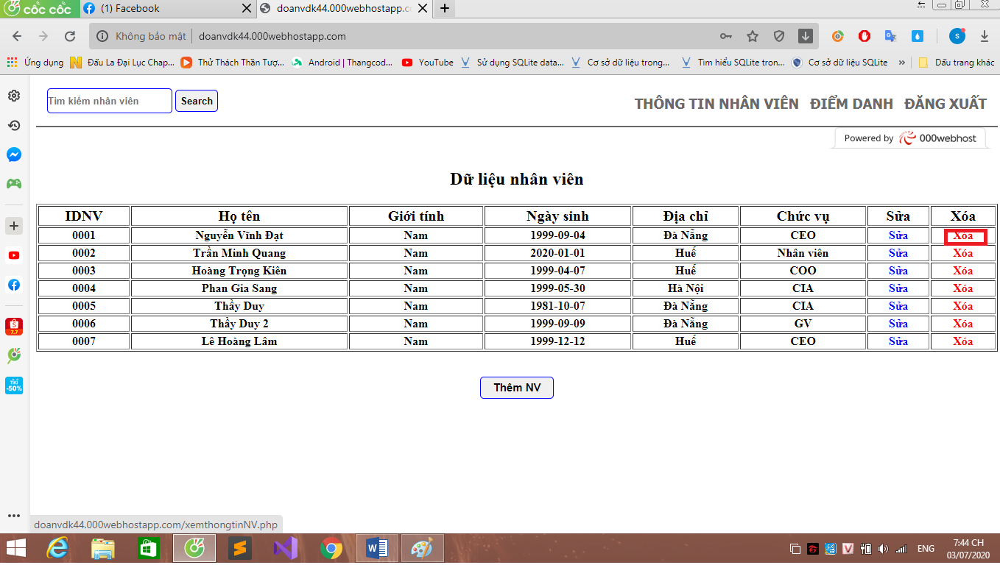 cốc cốc (1) Facebook doanvdk44.000webhostapp.co
Không bảo mật doanvdk44.000webhostapp.com S
Ứng dụng Đấu La Đại Lục Chap... Thử Thách Thần Tượ... Android | Thangcod... YouTube Sử dụng SQLite data... Cơ sở dữ liệu trong... Tìm hiểu SQLite tron... Cơ sở dữ liệu SQLite » Dấu trang khác
Tìm kiếm nhân viên Search THÔNG TIN NHÂN VIÊN ĐIỂM DANH ĐĂNG XUẤT
Powered by 000webhost
Dữ liệu nhân viên
IDNV Họ tên Giới tính Ngày sinh Địa chỉ Chức vụ Sửa Xóa
0001 Nguyễn Vĩnh Đạt Nam 1999-09-04 Đà Nẵng CEO Sửa Xóa
0002 Trần Minh Quang Nam 2020-01-01 Huế Nhân viên Sửa Xóa
0003 Hoàng Trọng Kiên Nam 1999-04-07 Huế COO Sửa Xóa
0004 Phan Gia Sang Nam 1999-05-30 Hà Nội CIA Sửa Xóa
0005 Thầy Duy Nam 1981-10-07 Đà Nẵng CIA Sửa Xóa
0006 Thầy Duy 2 Nam 1999-09-09 Đà Nẵng GV Sửa Xóa
0007 Lê Hoàng Lâm Nam 1999-12-12 Huế CEO Sửa Xóa
7.7
TIKI
-50%
Thêm NV
doanvdk44.000webhostapp.com/xemthongtinNV.php
ENG 7:44 CH
03/07/2020